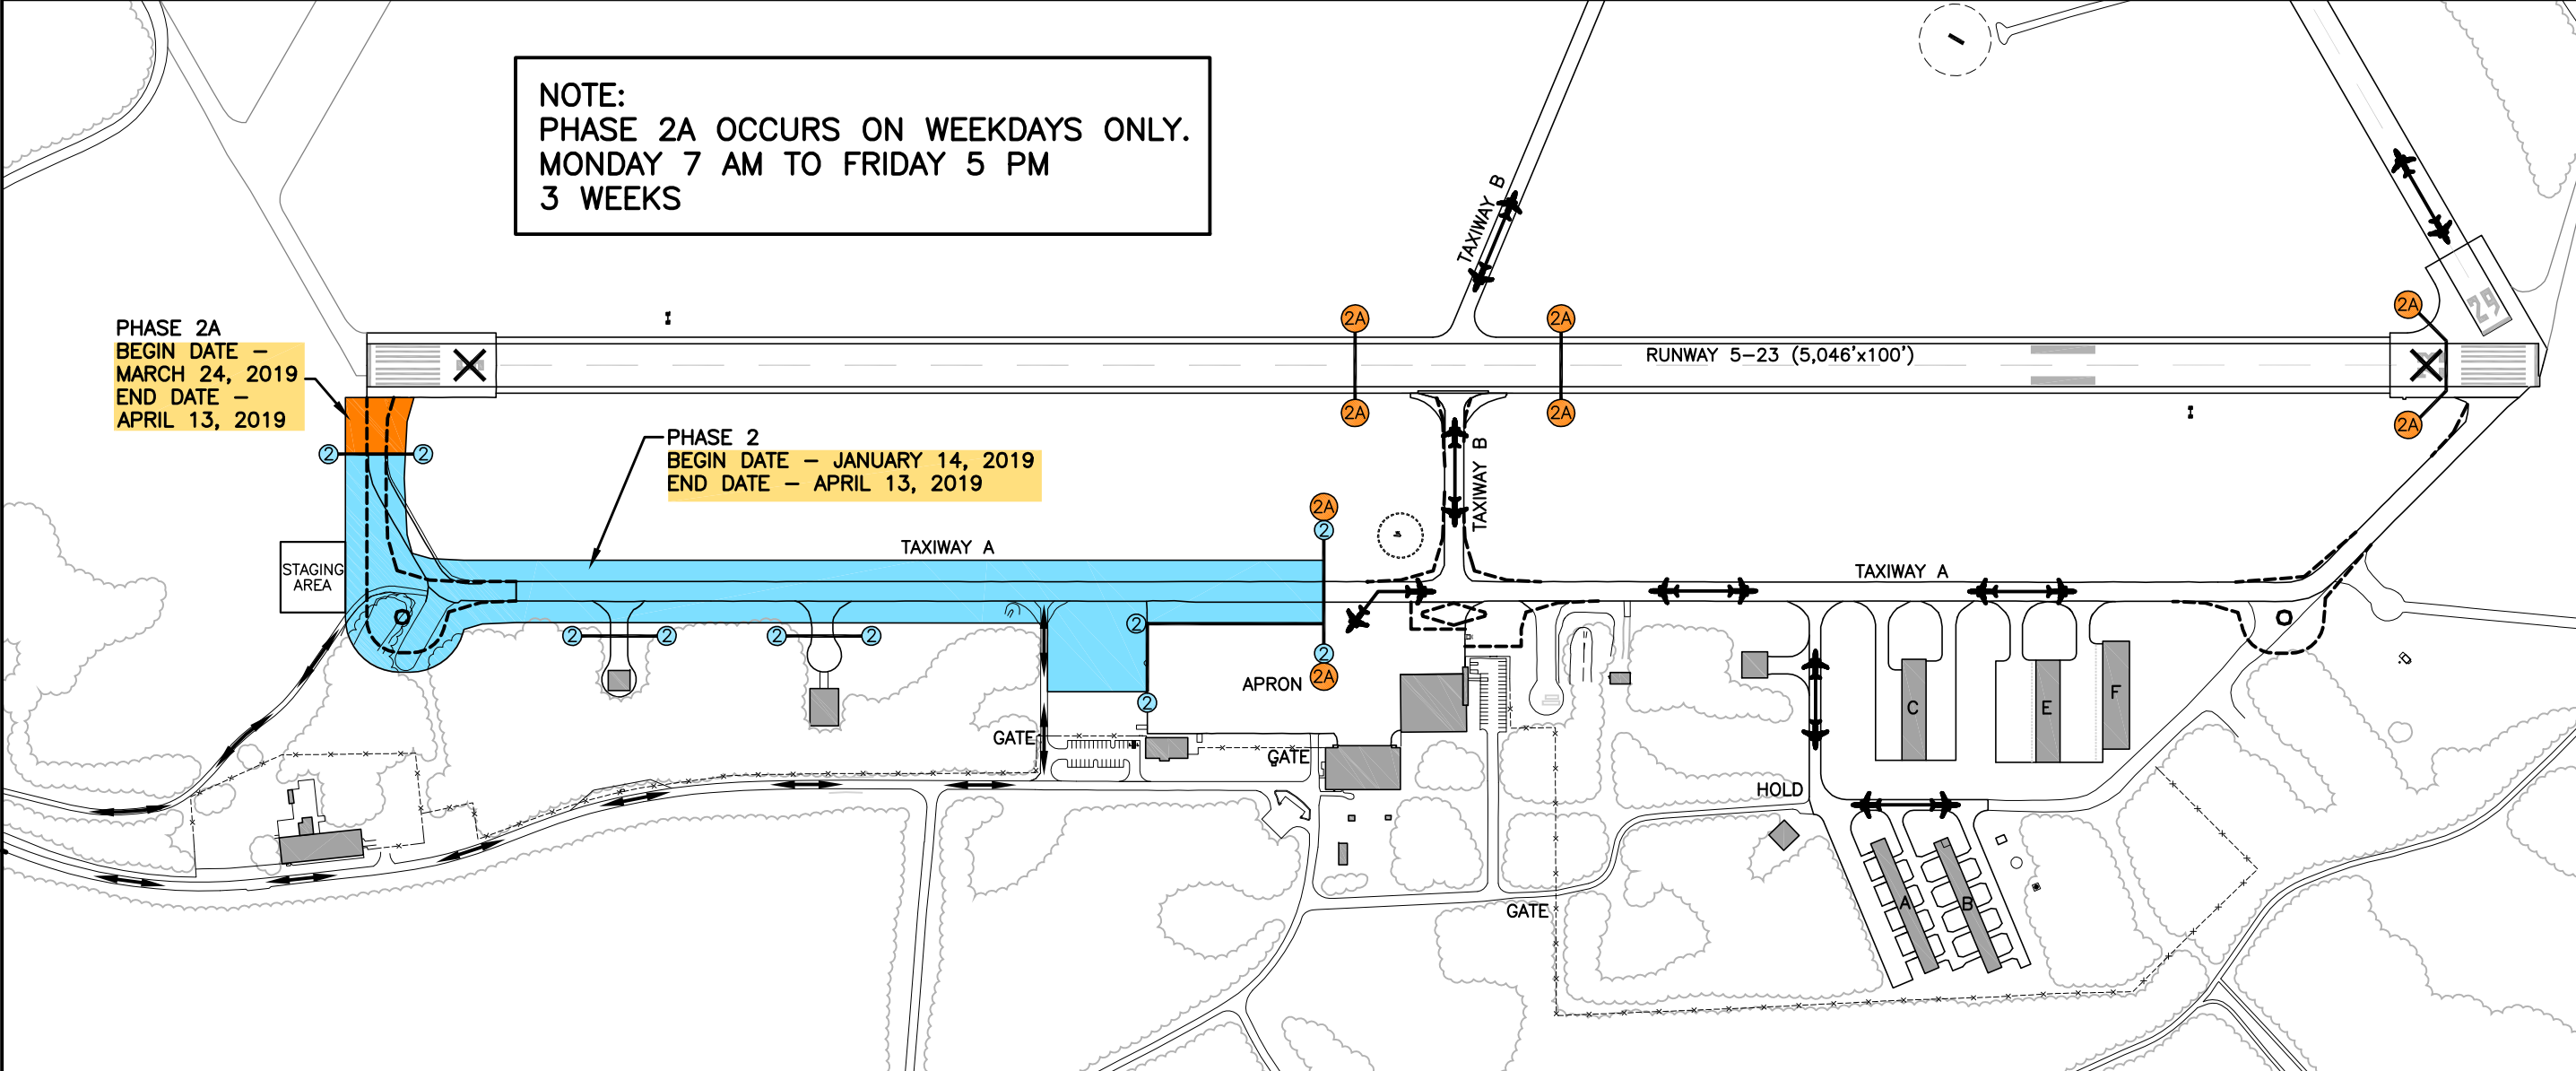 NOTE:
PHASE 2A OCCURS ON WEEKDAYS ONLY.
MONDAY 7 AM TO FRIDAY 5 PM
3 WEEKS
TAXIWAY B
29
2A
2A
2A
PHASE 2A
BEGIN DATE –
MARCH 24, 2019
END DATE –
APRIL 13, 2019
RUNWAY 5–23 (5,046'x100')
2A
2A
2A
2
2
PHASE 2
BEGIN DATE – JANUARY 14, 2019
END DATE – APRIL 13, 2019
TAXIWAY B
2A
2
TAXIWAY A
STAGING
AREA
TAXIWAY A
2
2
2
2
2
2
2A
APRON
2
C
E
F
GATE
GATE
HOLD
A
B
GATE